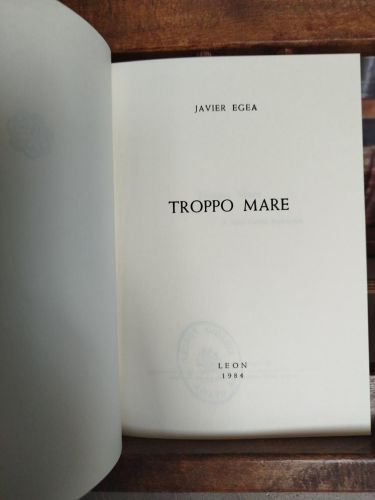 JAVIER EGEA
TROPPO MARE
LEON
1984